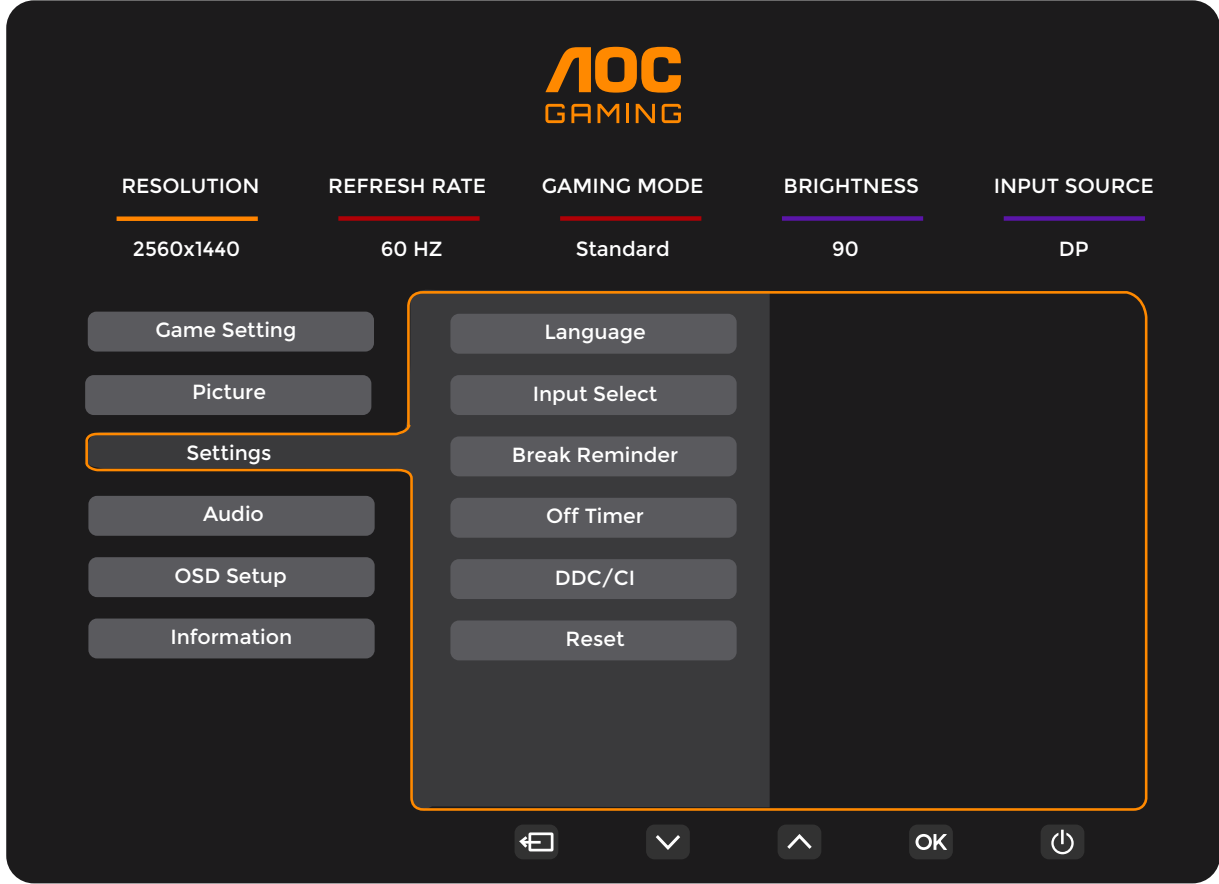 AOC
GAMING
RESOLUTION REFRESH RATE GAMING MODE BRIGHTNESS INPUT SOURCE
2560x1440 60 HZ Standard 90 DP
Game Setting
Picture
Settings
Audio
OSD Setup
Information
Language
Input Select
Break Reminder
Off Timer
DDC/CI
Reset
OK